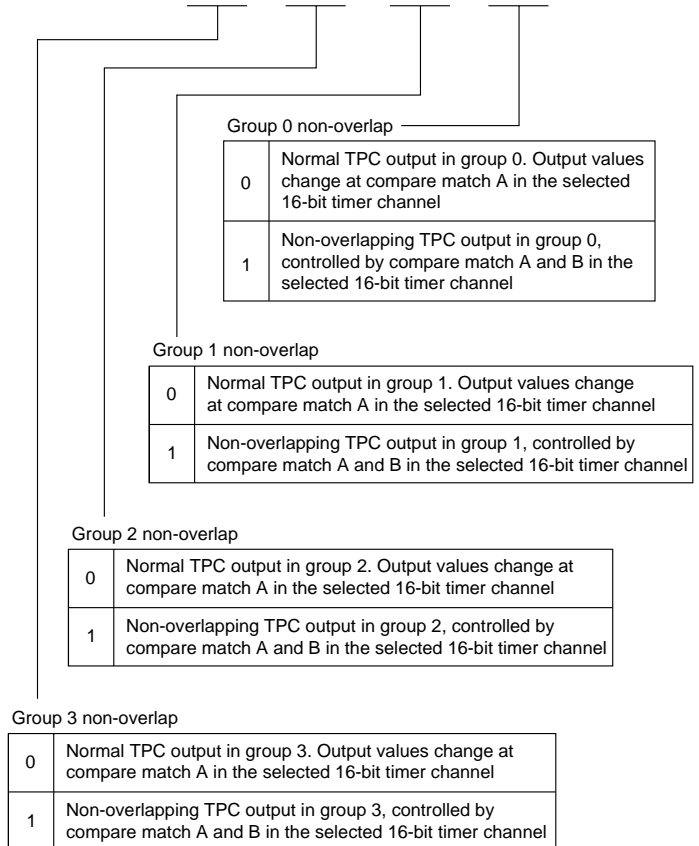 Group 0 non-overlap
0
Normal TPC output in group 0. Output values
change at compare match A in the selected
16-bit timer channel
1
Non-overlapping TPC output in group 0,
controlled by compare match A and B in the
selected 16-bit timer channel
Group 1 non-overlap
0
Normal TPC output in group 1. Output values change
at compare match A in the selected 16-bit timer channel
1
Non-overlapping TPC output in group 1, controlled by
compare match A and B in the selected 16-bit timer channel
Group 2 non-overlap
0
Normal TPC output in group 2. Output values change at
compare match A in the selected 16-bit timer channel
1
Non-overlapping TPC output in group 2, controlled by
compare match A and B in the selected 16-bit timer channel
Group 3 non-overlap
0
Normal TPC output in group 3. Output values change at
compare match A in the selected 16-bit timer channel
1
Non-overlapping TPC output in group 3, controlled by
compare match A and B in the selected 16-bit timer channel